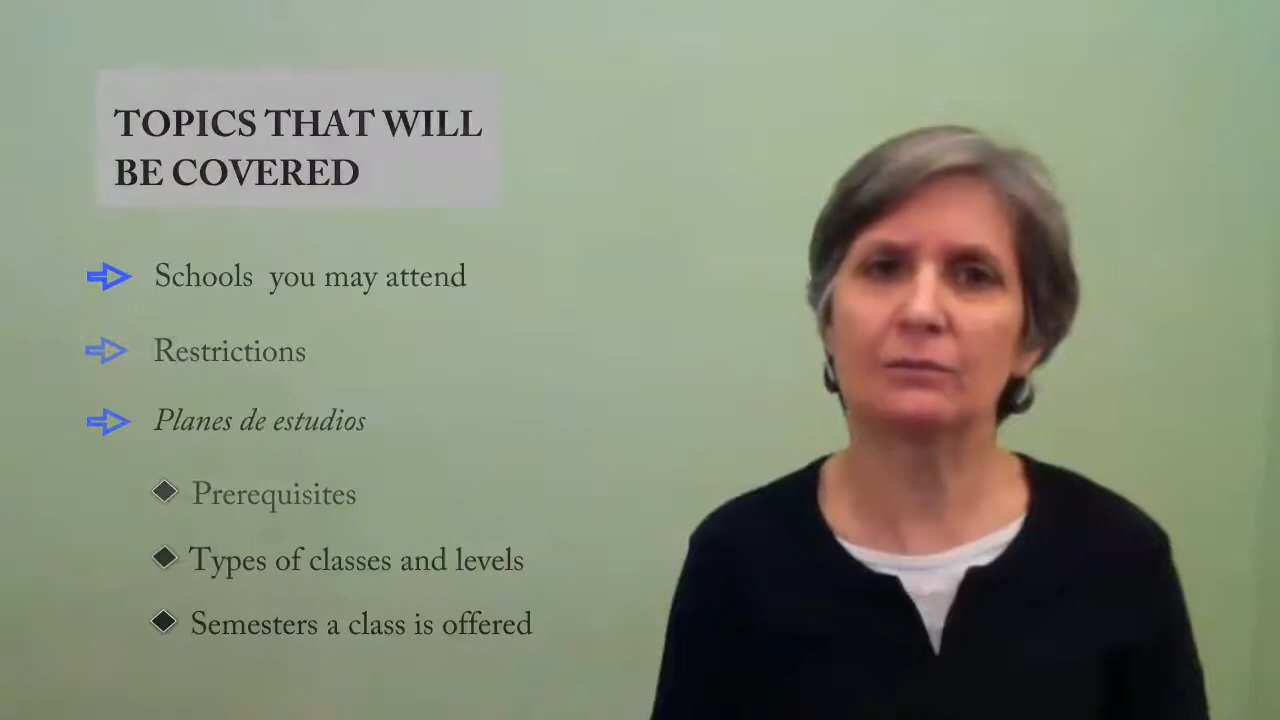 TOPICS THAT WILL
BE COVERED
Schools you may attend
Restrictions
Planes de estudios
Prerequisites
Types of classes and levels
Semesters a class is offered